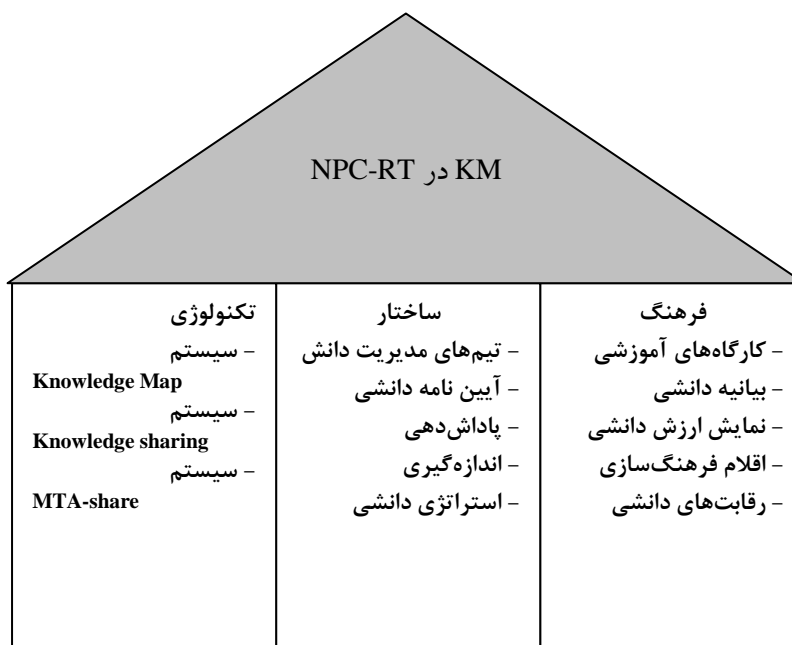 KM در NPC-RT
فرهنگ
– کارگاه‌های آموزشی
– بیانیه دانشی
– نمایش ارزش دانشی
– اقلام فرهنگ‌سازی
– رقابت‌های دانشی
ساختار
– تیم‌های مدیریت دانش
– آیین نامه دانشی
– پاداش‌دهی
– اندازه‌گیری
– استراتژی دانشی
تکنولوژی
– سیستم
Knowledge Map
– سیستم
Knowledge sharing
– سیستم
MTA-share